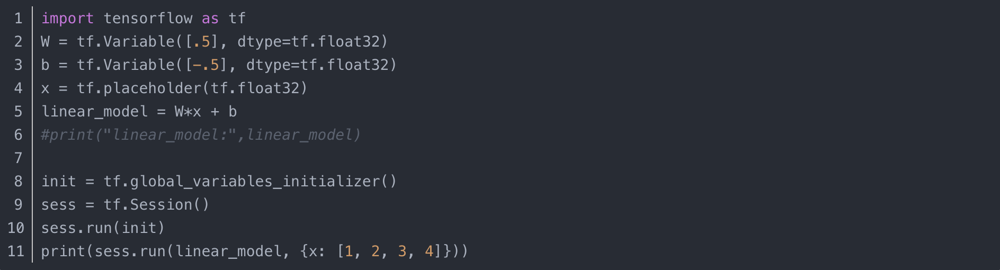 1 import tensorflow as tf
2 W = tf.Variable([.5], dtype=tf.float32)
3 b = tf.Variable([-.5], dtype=tf.float32)
4 x = tf.placeholder(tf.float32)
5 linear_model = W*x + b
6 #print("linear_model:",linear_model)
7
8 init = tf.global_variables_initializer()
9 sess = tf.Session()
10 sess.run(init)
11 print(sess.run(linear_model, {x: [1, 2, 3, 4]}))